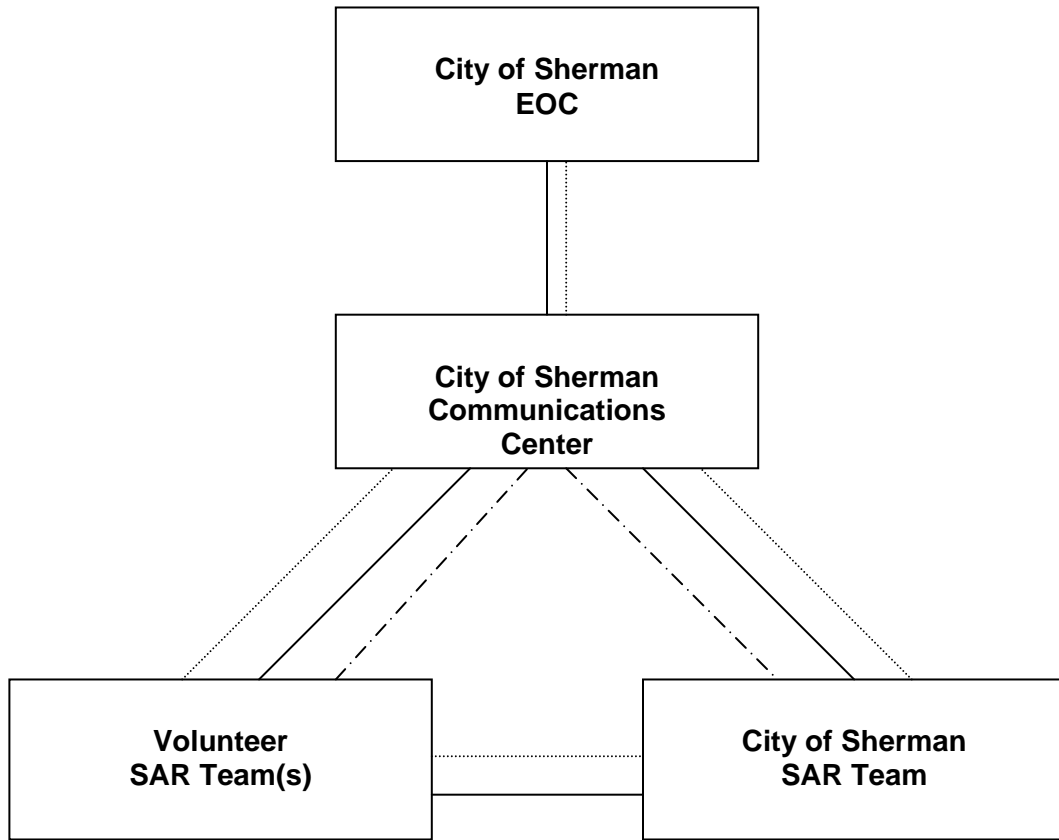 City of Sherman
EOC
City of Sherman
Communications
Center
Volunteer
SAR Team(s)
City of Sherman
SAR Team